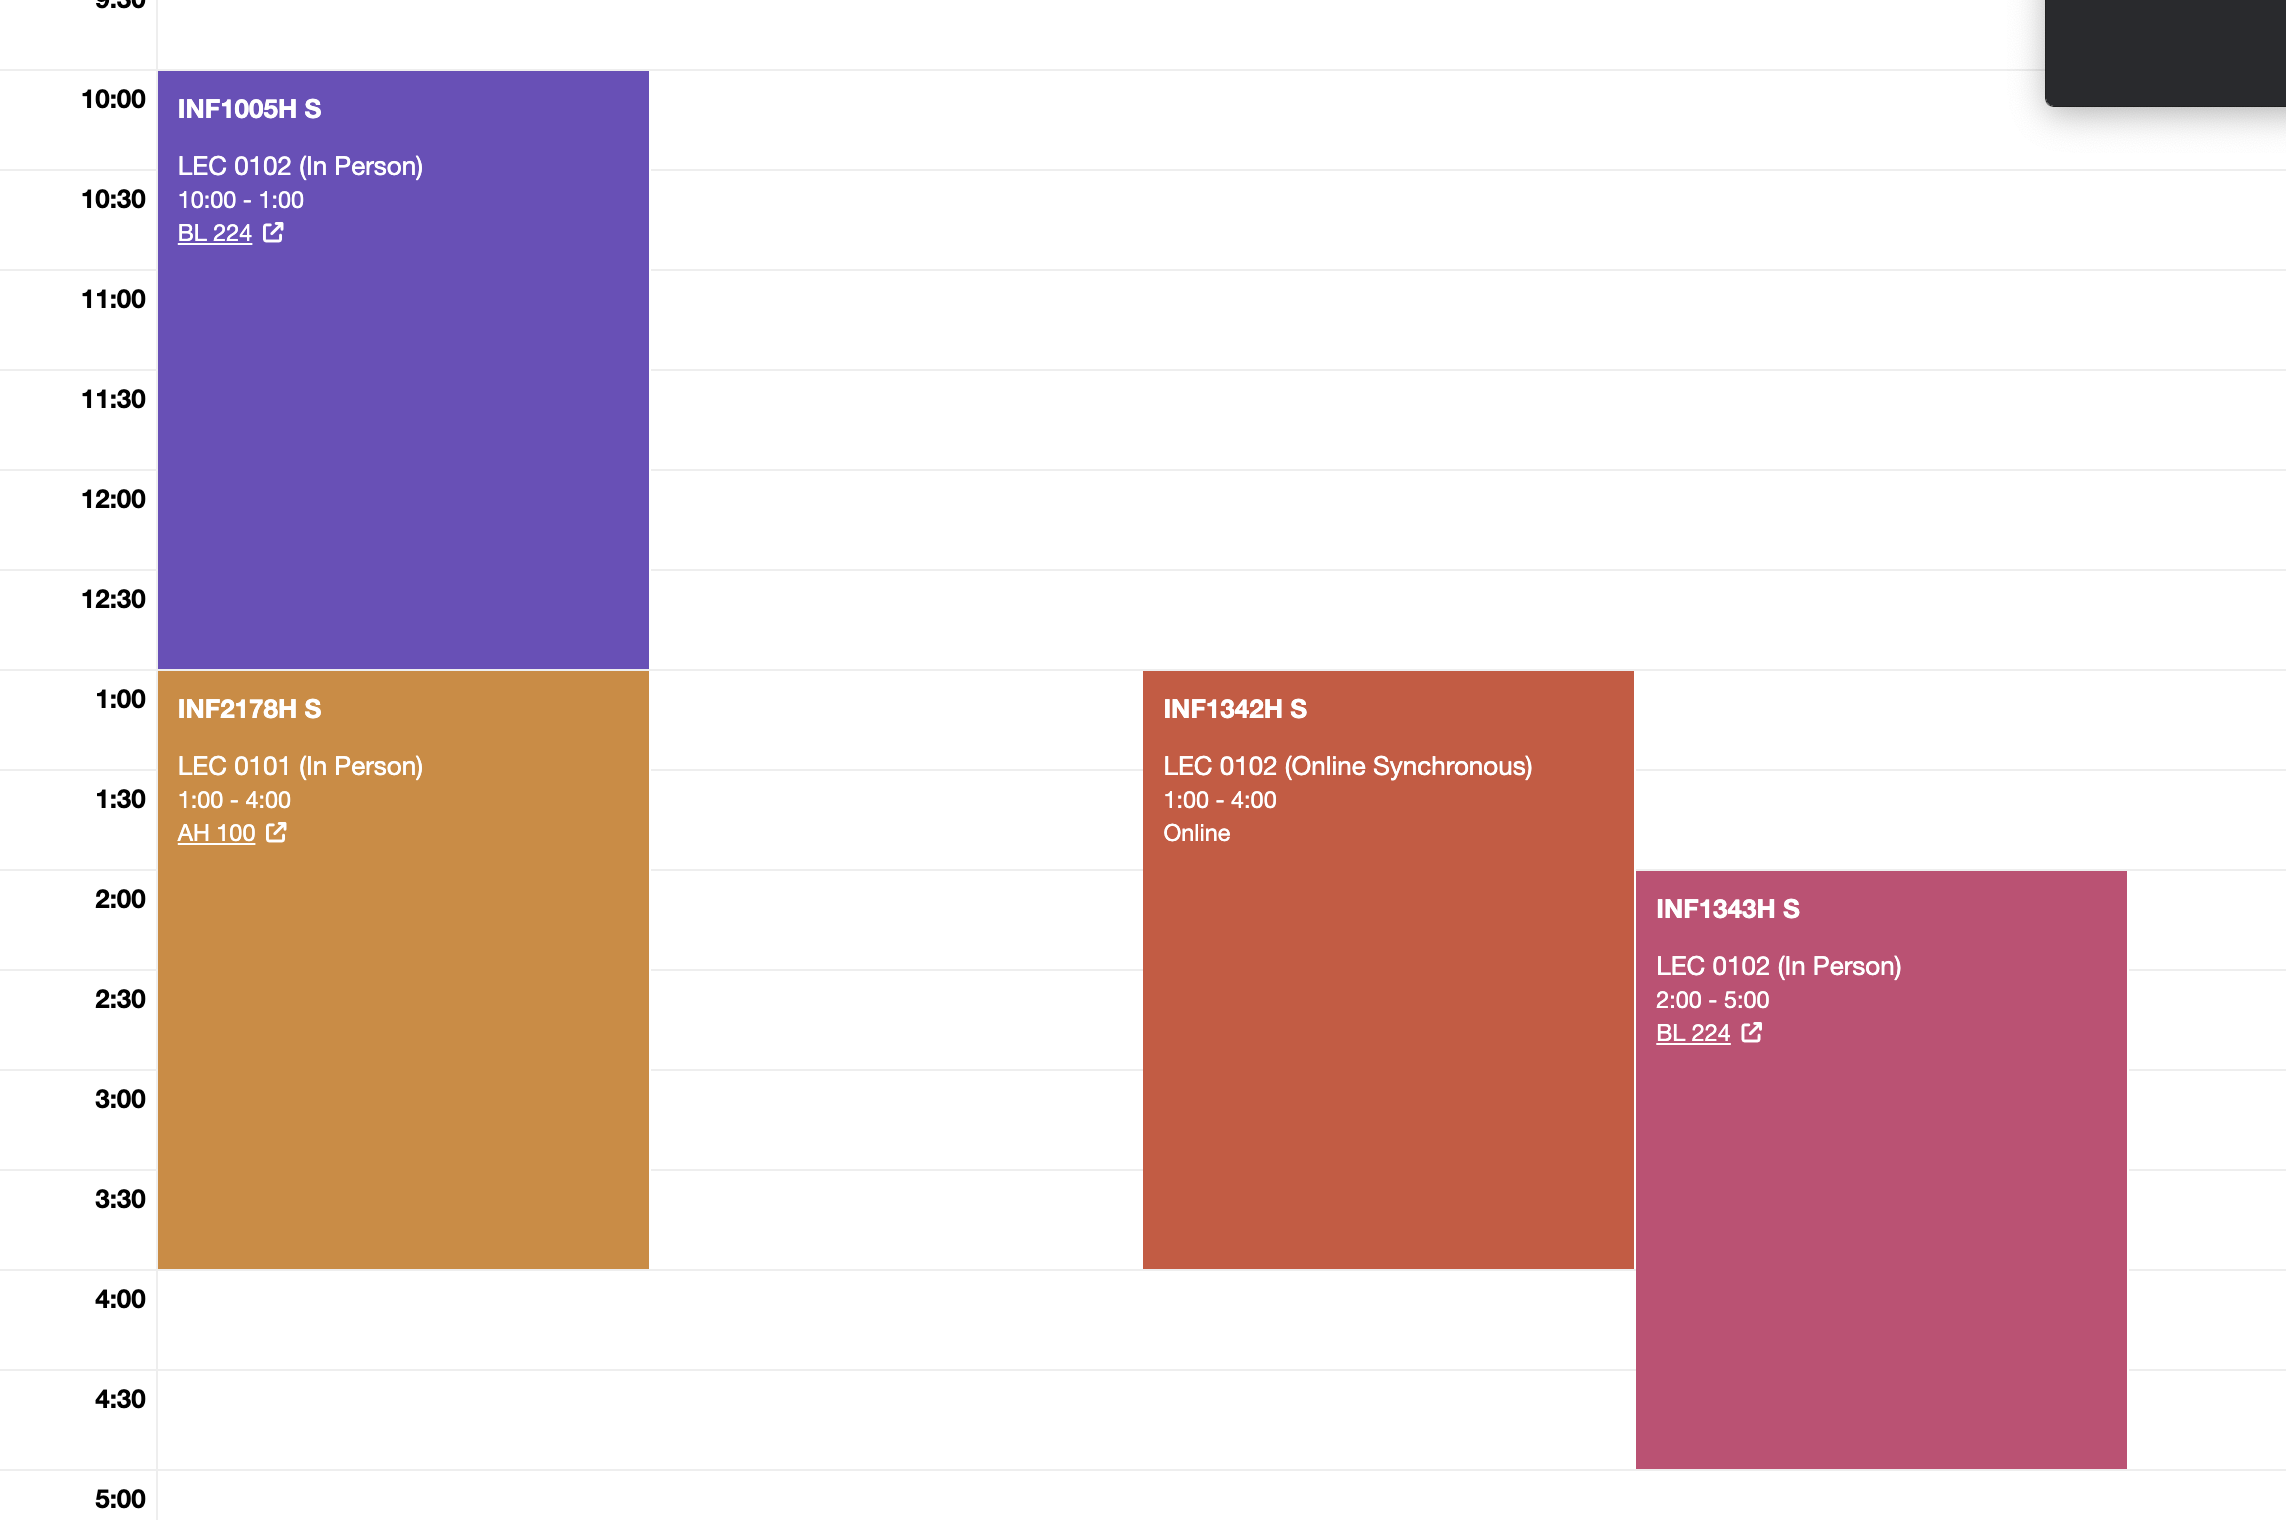 9:30
10:00
INF1005H S
LEC 0102 (In Person)
10:00 - 1:00
BL 224
10:30
11:00
11:30
12:00
12:30
1:00
INF2178H S
LEC 0101 (In Person)
1:00 - 4:00
AH 100
INF1342H S
LEC 0102 (Online Synchronous)
1:00 - 4:00
Online
1:30
2:00
INF1343H S
LEC 0102 (In Person)
2:00 - 5:00
BL 224
2:30
3:00
3:30
4:00
4:30
5:00